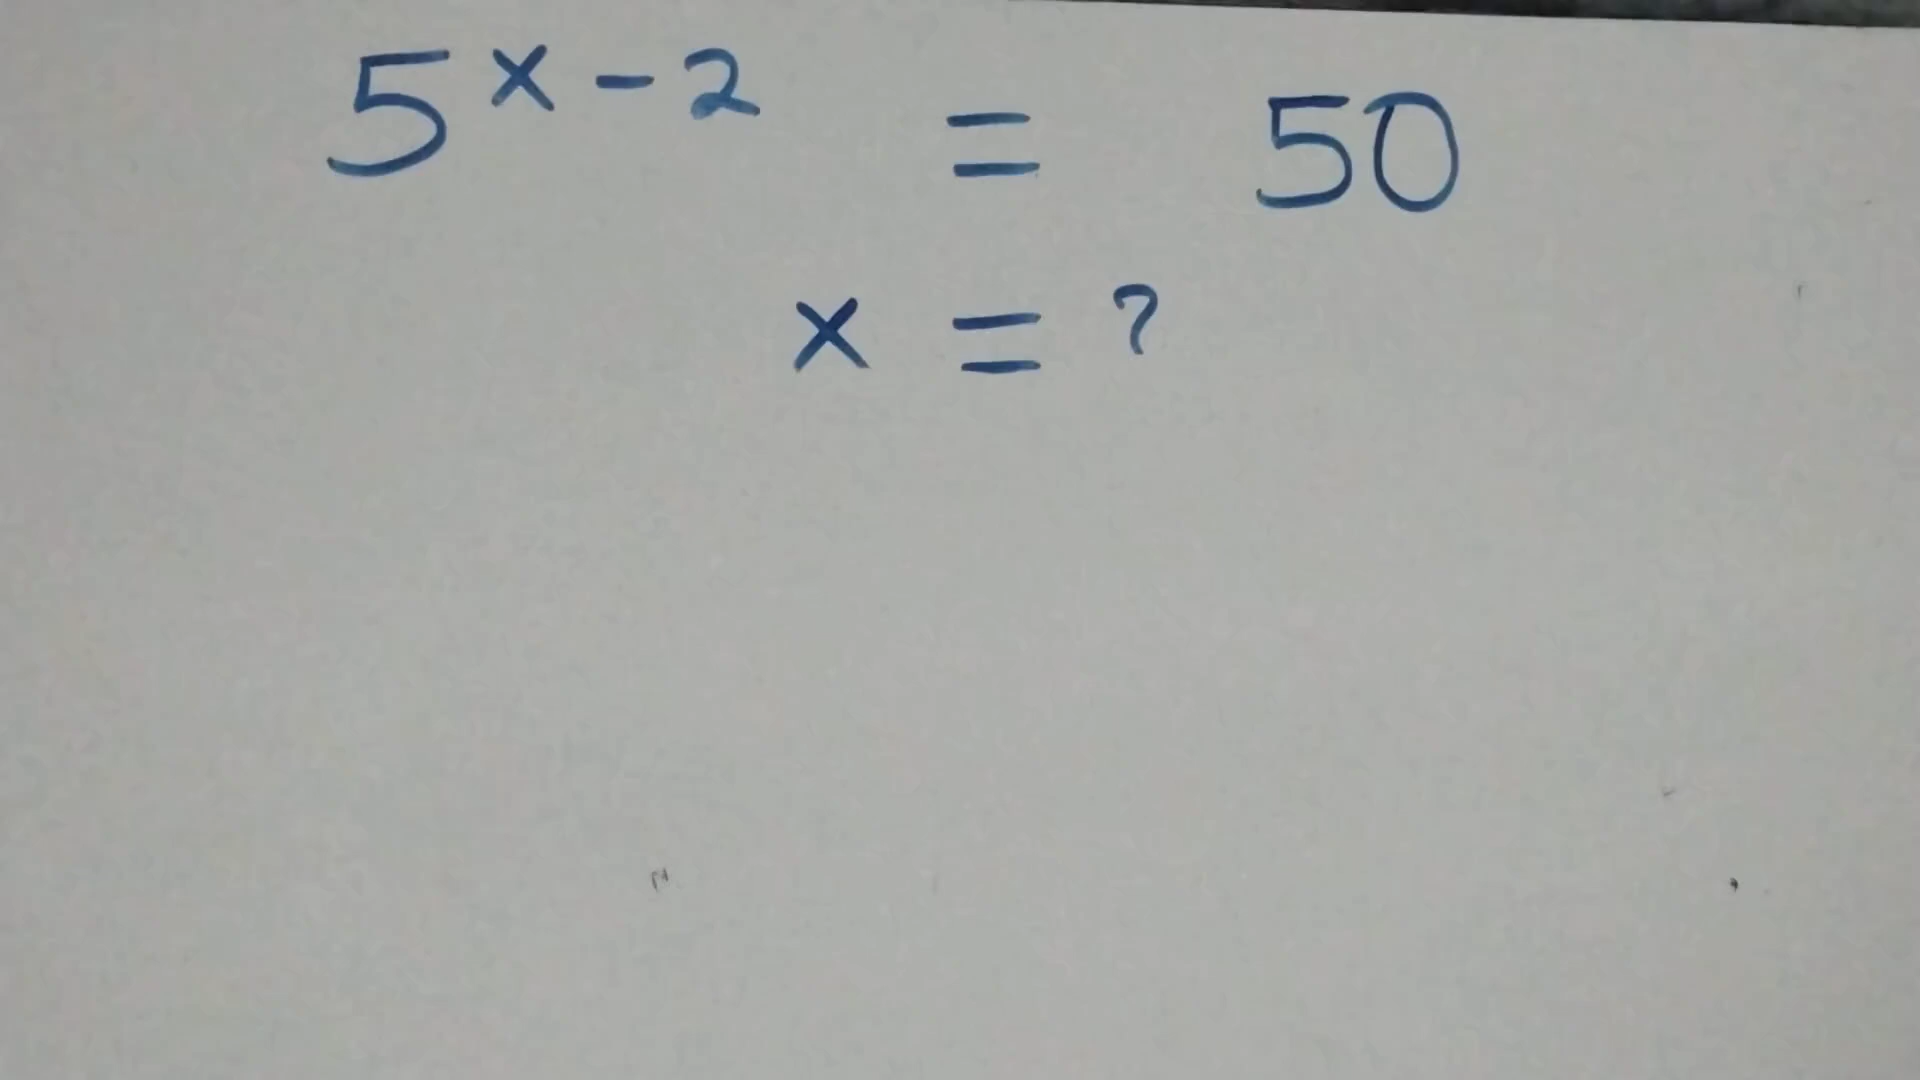 5^{x-2} = 50
x = ?